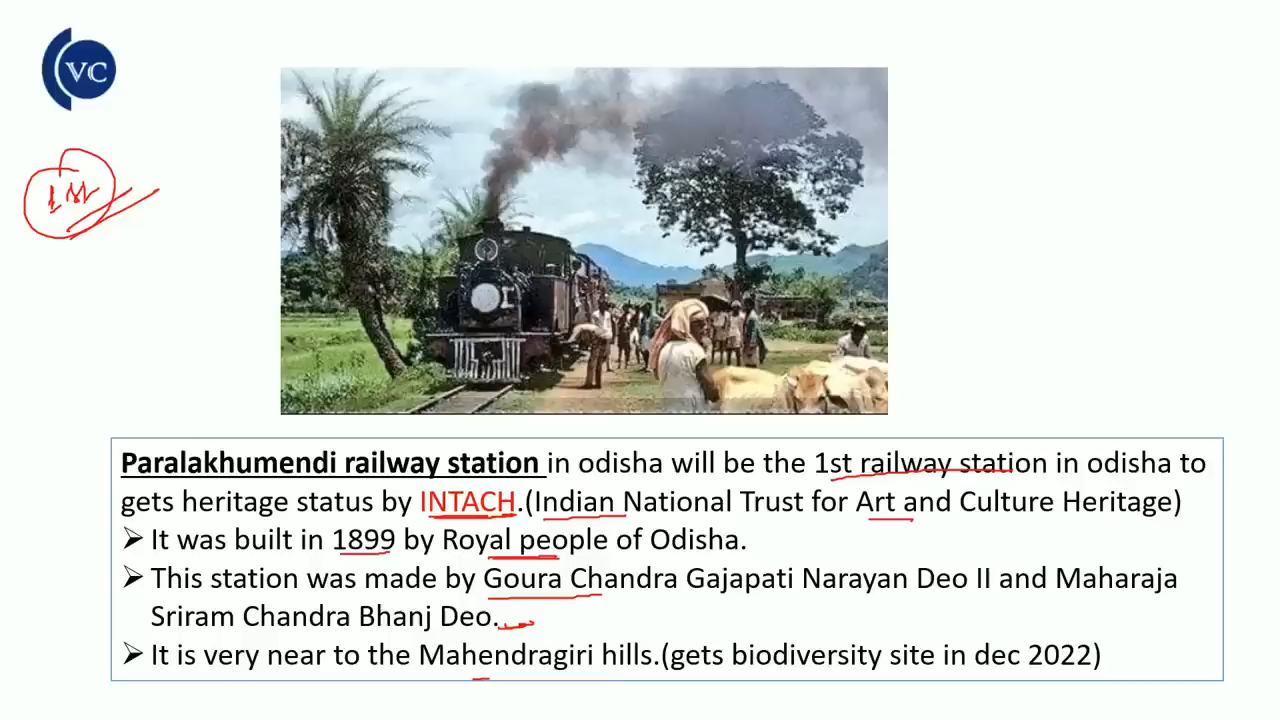 VC
1st
Paralakhumendi railway station in odisha will be the 1st railway station in odisha to
gets heritage status by INTACH.(Indian National Trust for Art and Culture Heritage)
➢ It was built in 1899 by Royal people of Odisha.
➢ This station was made by Goura Chandra Gajapati Narayan Deo II and Maharaja
Sriram Chandra Bhanj Deo.
➢ It is very near to the Mahendragiri hills.(gets biodiversity site in dec 2022)